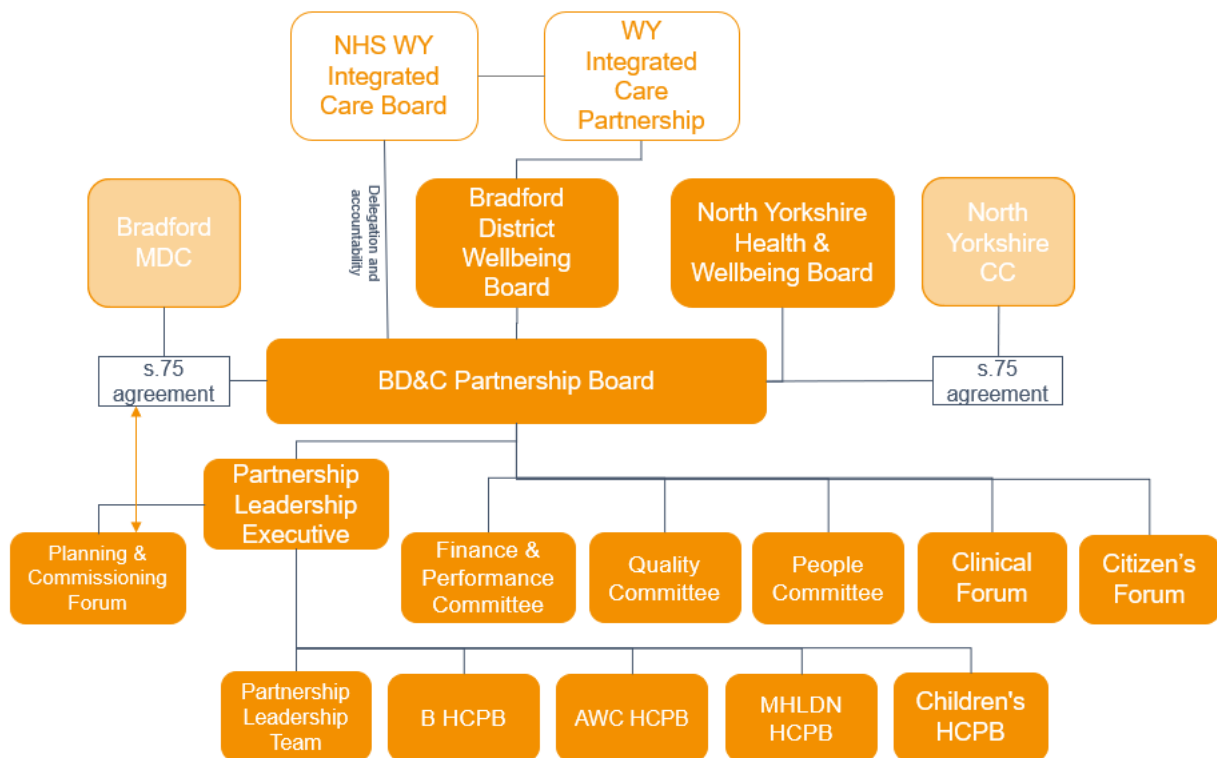 NHS WY
Integrated
Care Board
WY
Integrated
Care
Partnership
Delegation and
accountability
Bradford
MDC
Bradford
District
Wellbeing
Board
North Yorkshire
Health &
Wellbeing Board
North
Yorkshire
CC
s.75
agreement
BD&C Partnership Board
s.75
agreement
Partnership
Leadership
Executive
Planning &
Commissioning
Forum
Finance &
Performance
Committee
Quality
Committee
People
Committee
Clinical
Forum
Citizen's
Forum
Partnership
Leadership
Team
B HCPB
AWC HCPB
MHLDN
HCPB
Children's
HCPB